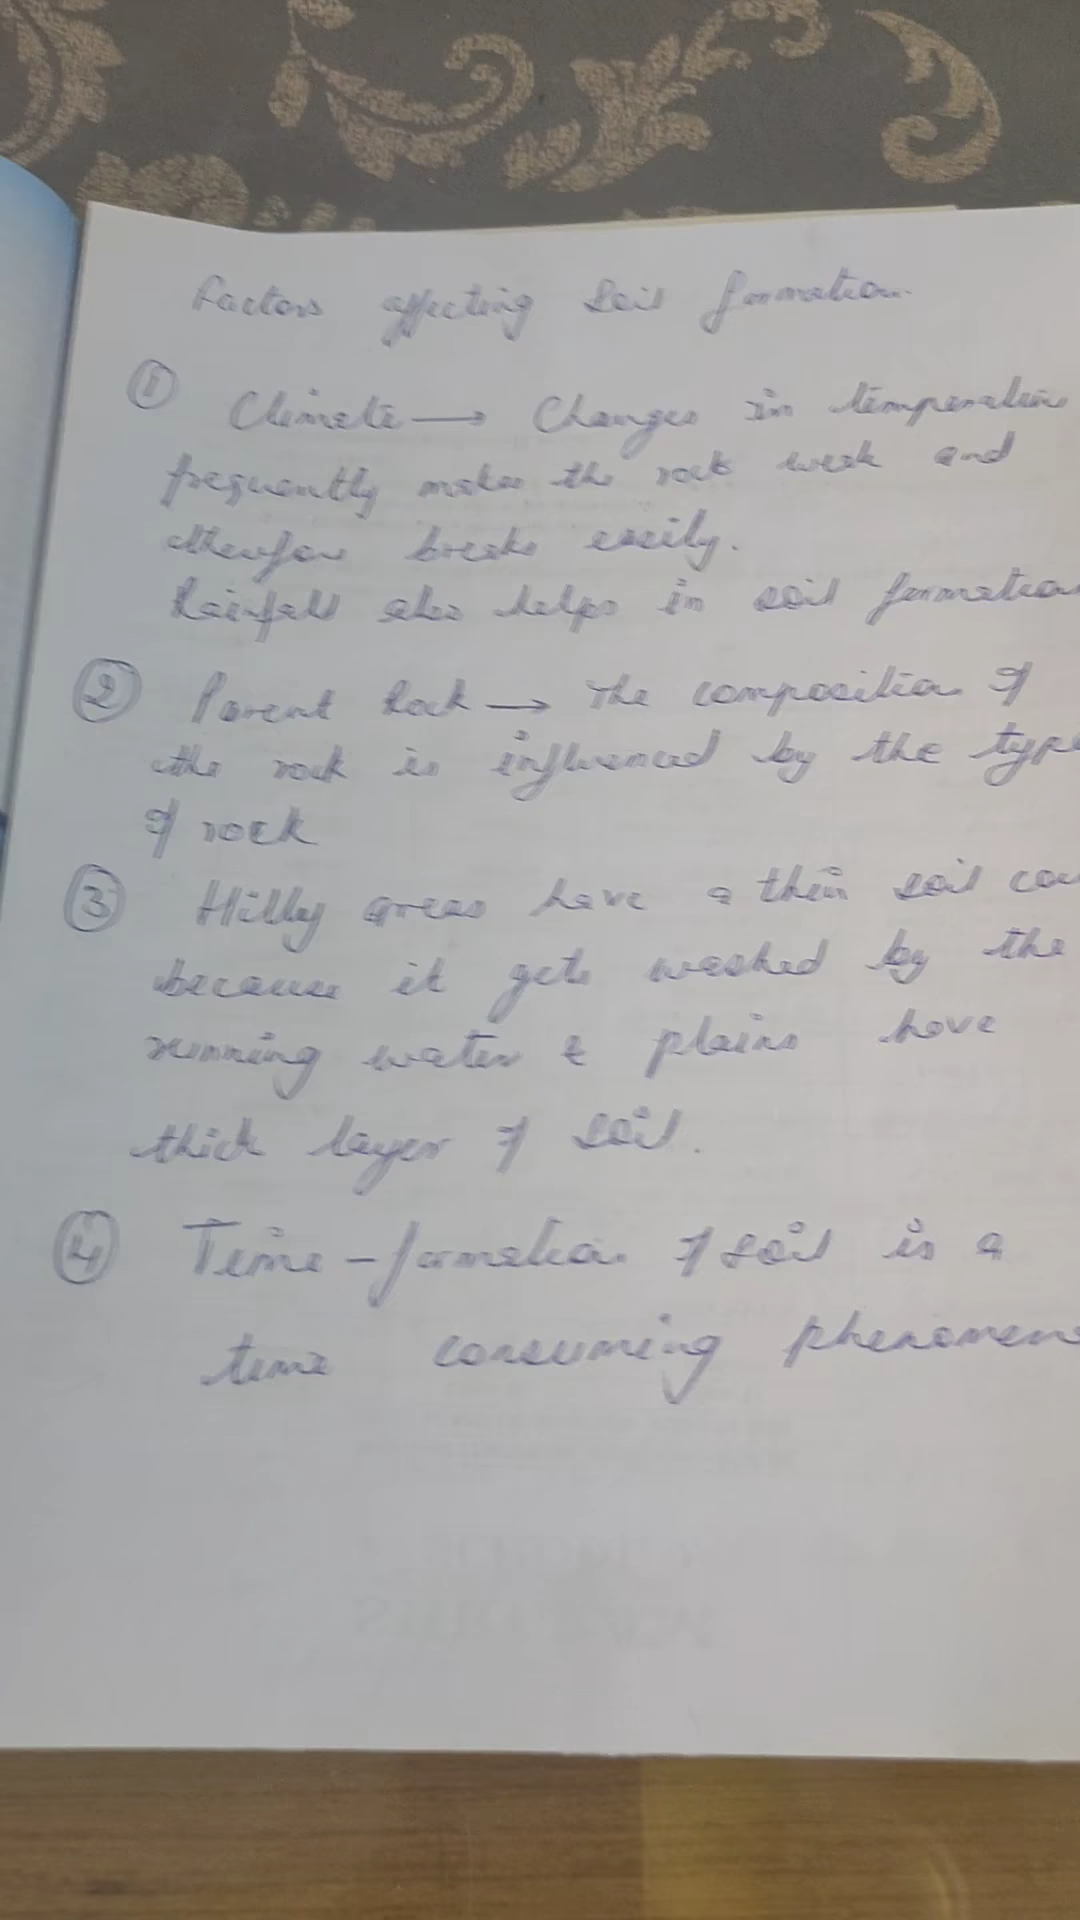 Factors affecting Soil formation.
① Climate → Changes in temperature
frequently makes the rock weak and
therefore breaks easily.
Rainfall also helps in soil formation
② Parent Rock → The composition of
the rock is influenced by the type
of rock
③ Hilly areas have a thin soil
because it gets washed by the
running water & plains have
thick layer of soil.
④ Time - formation of soil is a
time consuming phenomen